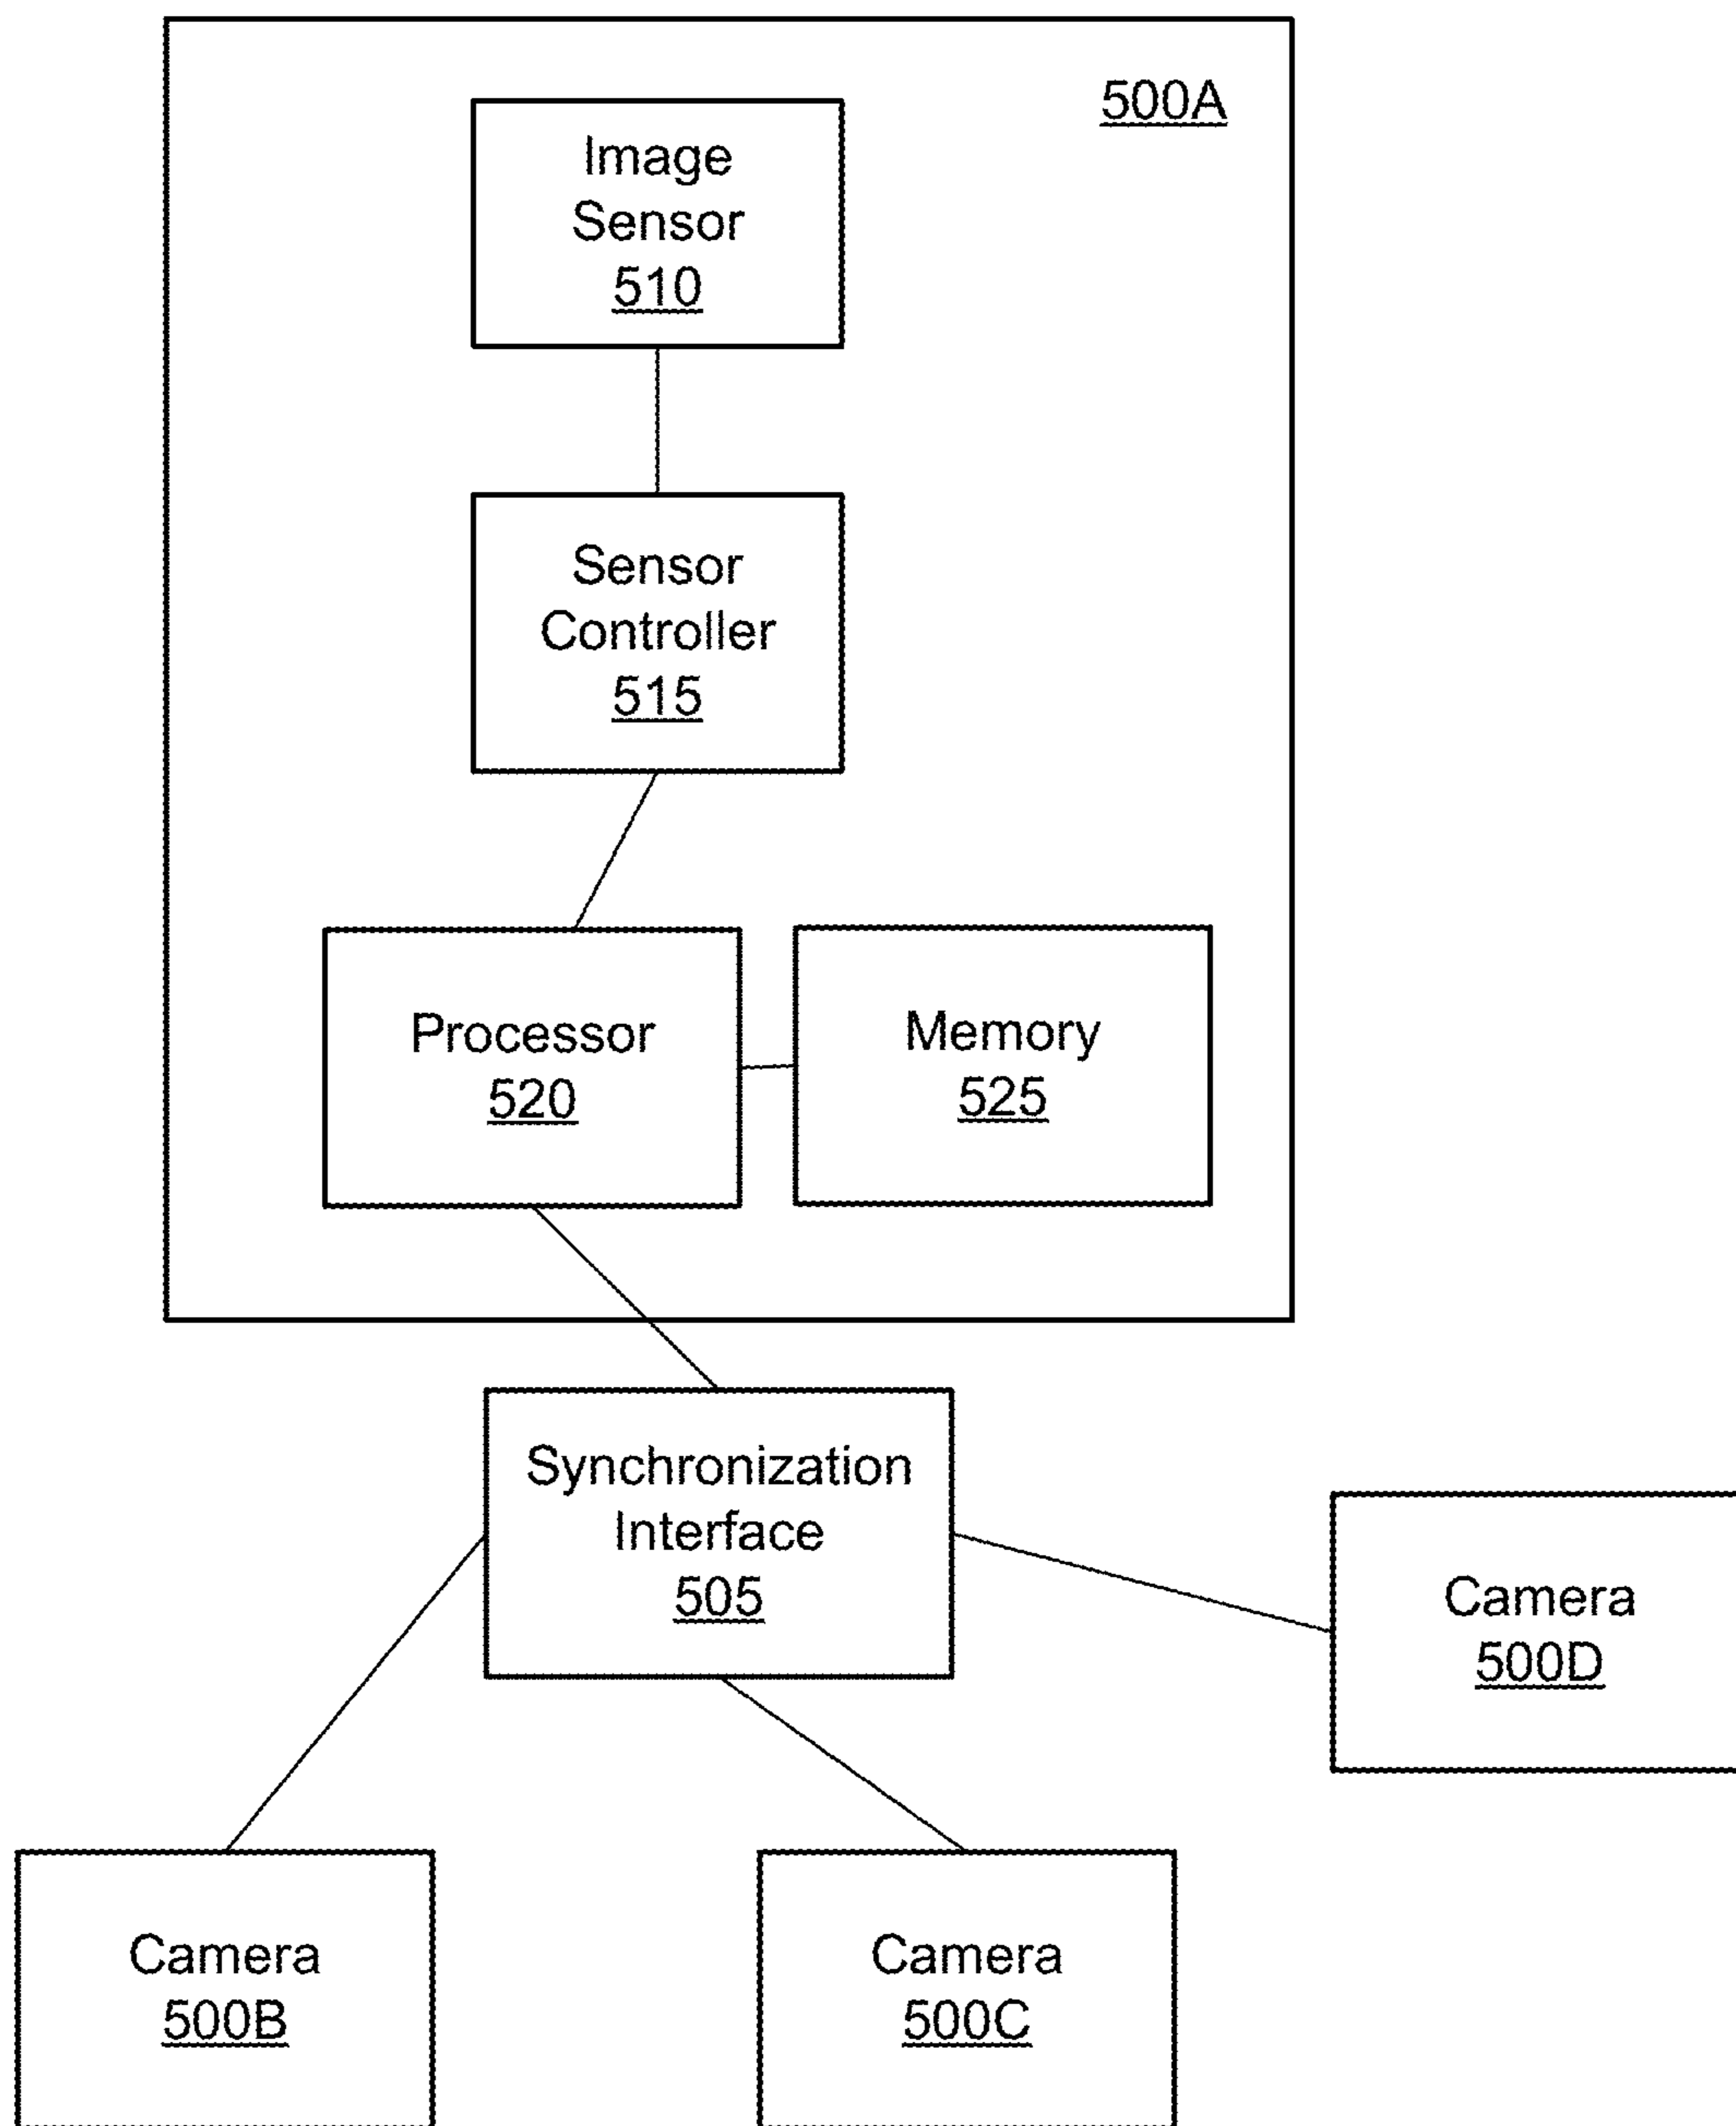 500A
Image
Sensor
510
Sensor
Controller
515
Processor
520
Memory
525
Synchronization
Interface
505
Camera
500D
Camera
500B
Camera
500C